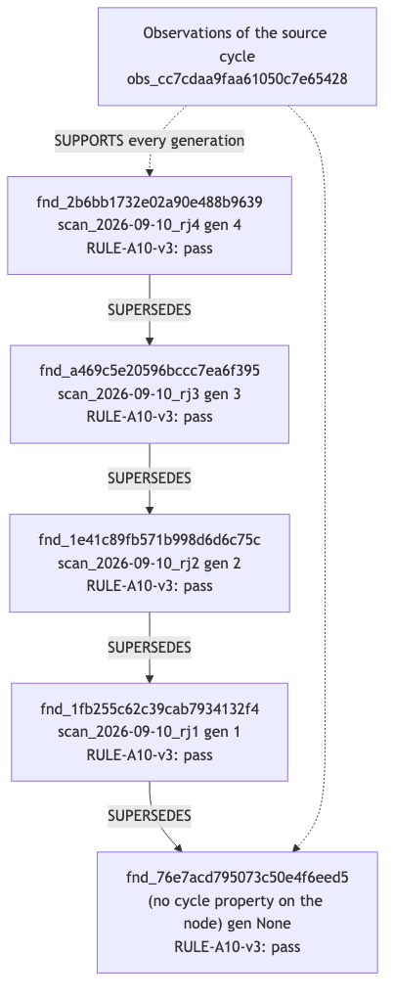 Observations of the source
cycle
obs_cc7cdaa9faa61050c7e65428
SUPPORTS every generation
fnd_2b6bb1732e02a90e488b9639
scan_2026-09-10_rj4 gen 4
RULE-A10-v3: pass
SUPERSEDES
fnd_a469c5e20596bccc7ea6f395
scan_2026-09-10_rj3 gen 3
RULE-A10-v3: pass
SUPERSEDES
fnd_1e41c89fb571b998d6d6c75c
scan_2026-09-10_rj2 gen 2
RULE-A10-v3: pass
SUPERSEDES
fnd_1fb255c62c39cab7934132f4
scan_2026-09-10_rj1 gen 1
RULE-A10-v3: pass
SUPERSEDES
fnd_76e7acd795073c50e4f6eed5
(no cycle property on the
node) gen None
RULE-A10-v3: pass